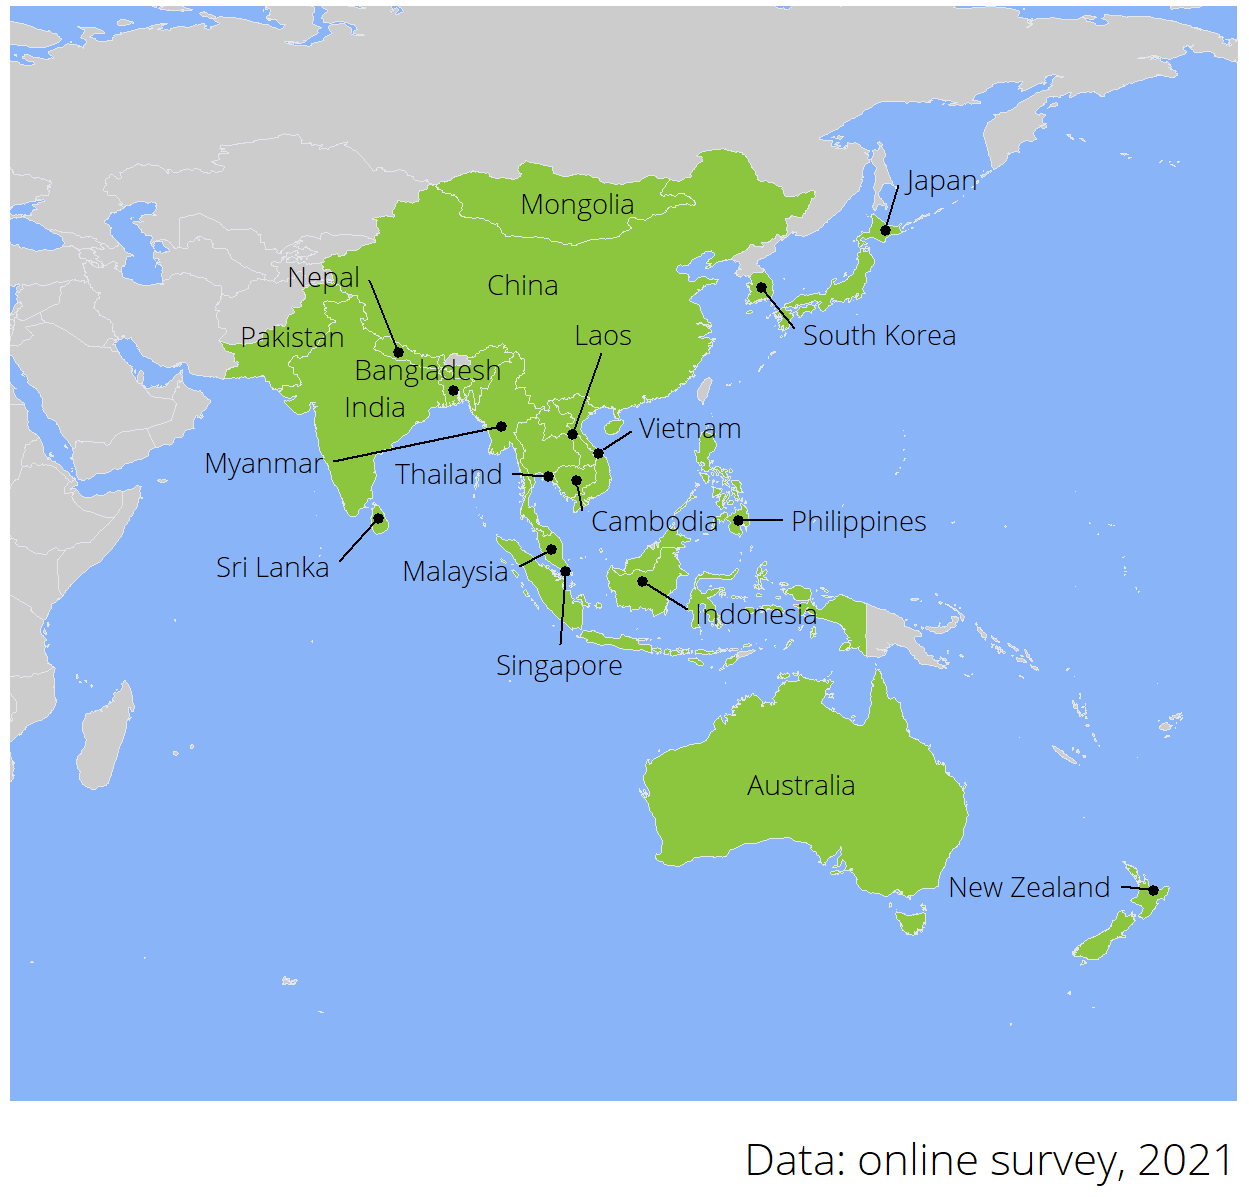 Japan
Mongolia
Nepal
China
Pakistan
Laos
South Korea
Bangladesh
India
Vietnam
Myanmar
Thailand
Cambodia
Philippines
Sri Lanka
Malaysia
Indonesia
Singapore
Australia
New Zealand
Data: online survey, 2021